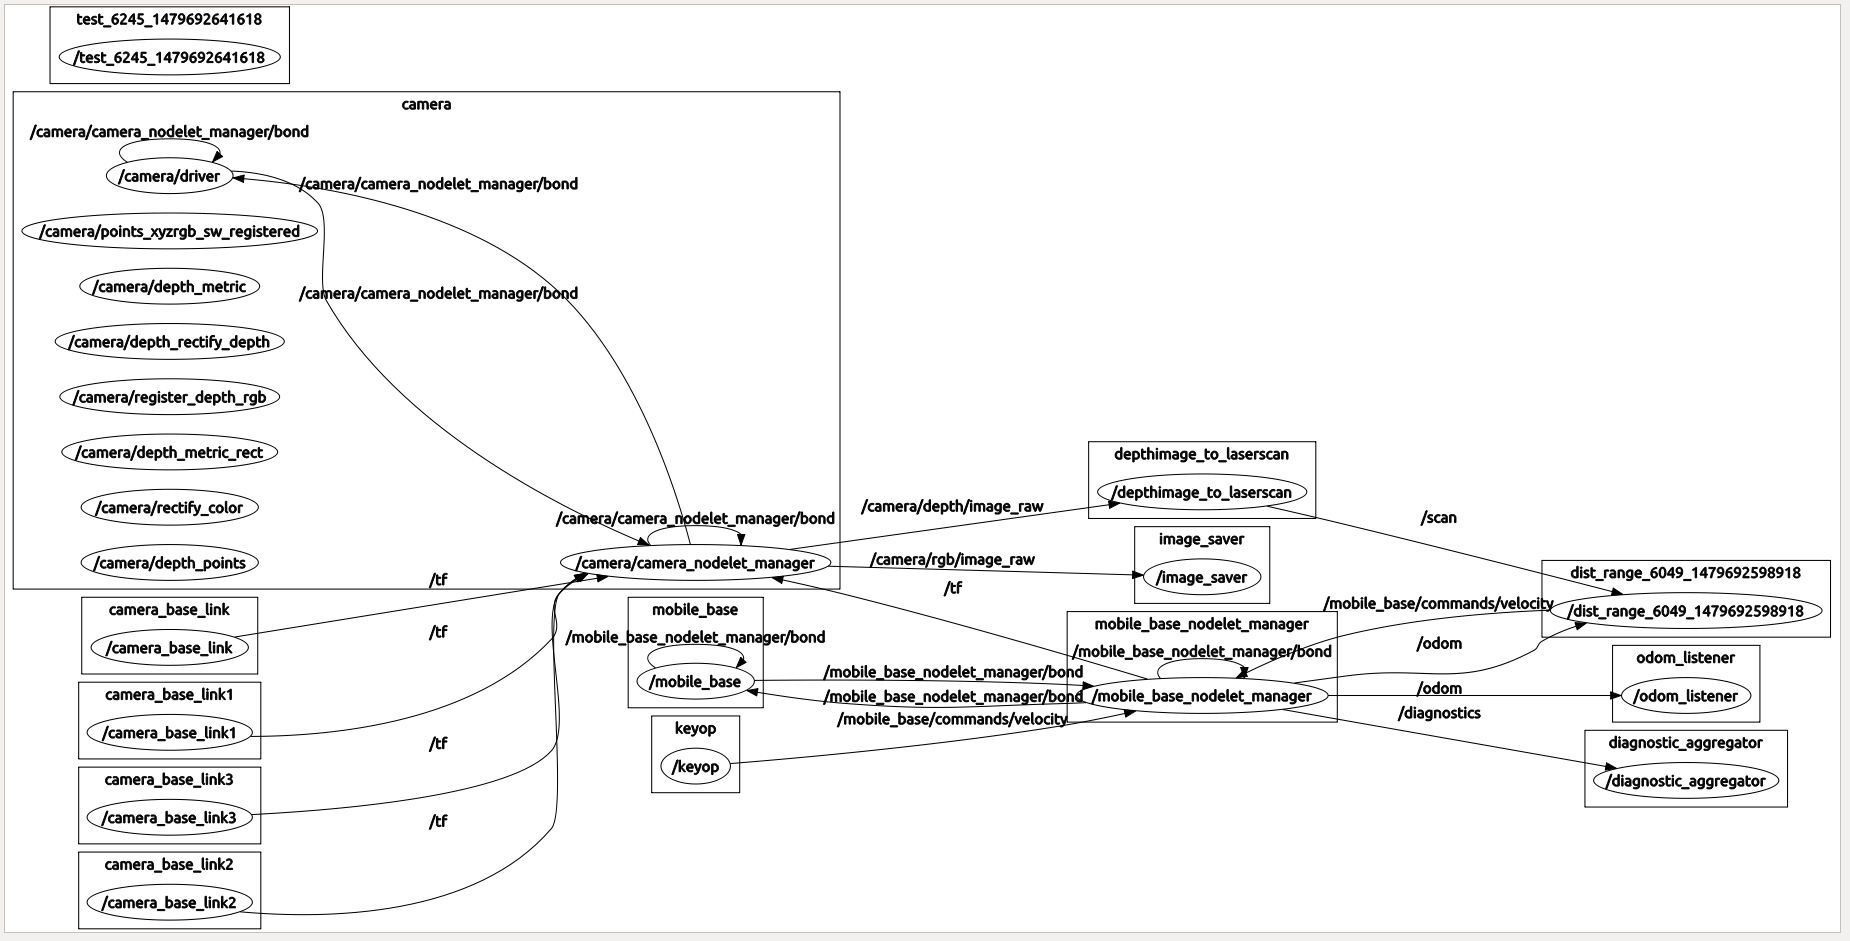 test_6245_1479692641618
/test_6245_1479692641618
camera
/camera/camera_nodelet_manager/bond
/camera/driver
/camera/camera_nodelet_manager/bond
/camera/points_xyzrgb_sw_registered
/camera/depth_metric
/camera/camera_nodelet_manager/bond
/camera/depth_rectify_depth
/camera/register_depth_rgb
/camera/depth_metric_rect
/camera/rectify_color
/camera/camera_nodelet_manager/bond
/camera/depth_points
/camera/camera_nodelet_manager
/tf
camera_base_link
/camera_base_link
/tf
camera_base_link1
/camera_base_link1
/tf
camera_base_link3
/camera_base_link3
/tf
camera_base_link2
/camera_base_link2
mobile_base
/mobile_base_nodelet_manager/bond
/mobile_base
keyop
/keyop
/camera/depth/image_raw
/camera/rgb/image_raw
/tf
/mobile_base_nodelet_manager/bond
/mobile_base_nodelet_manager/bond
/mobile_base/commands/velocity
depthimage_to_laserscan
/depthimage_to_laserscan
image_saver
/image_saver
mobile_base_nodelet_manager
/mobile_base_nodelet_manager/bond
/mobile_base_nodelet_manager
/scan
/mobile_base/commands/velocity
/odom
/odom
/diagnostics
dist_range_6049_1479692598918
/dist_range_6049_1479692598918
odom_listener
/odom_listener
diagnostic_aggregator
/diagnostic_aggregator